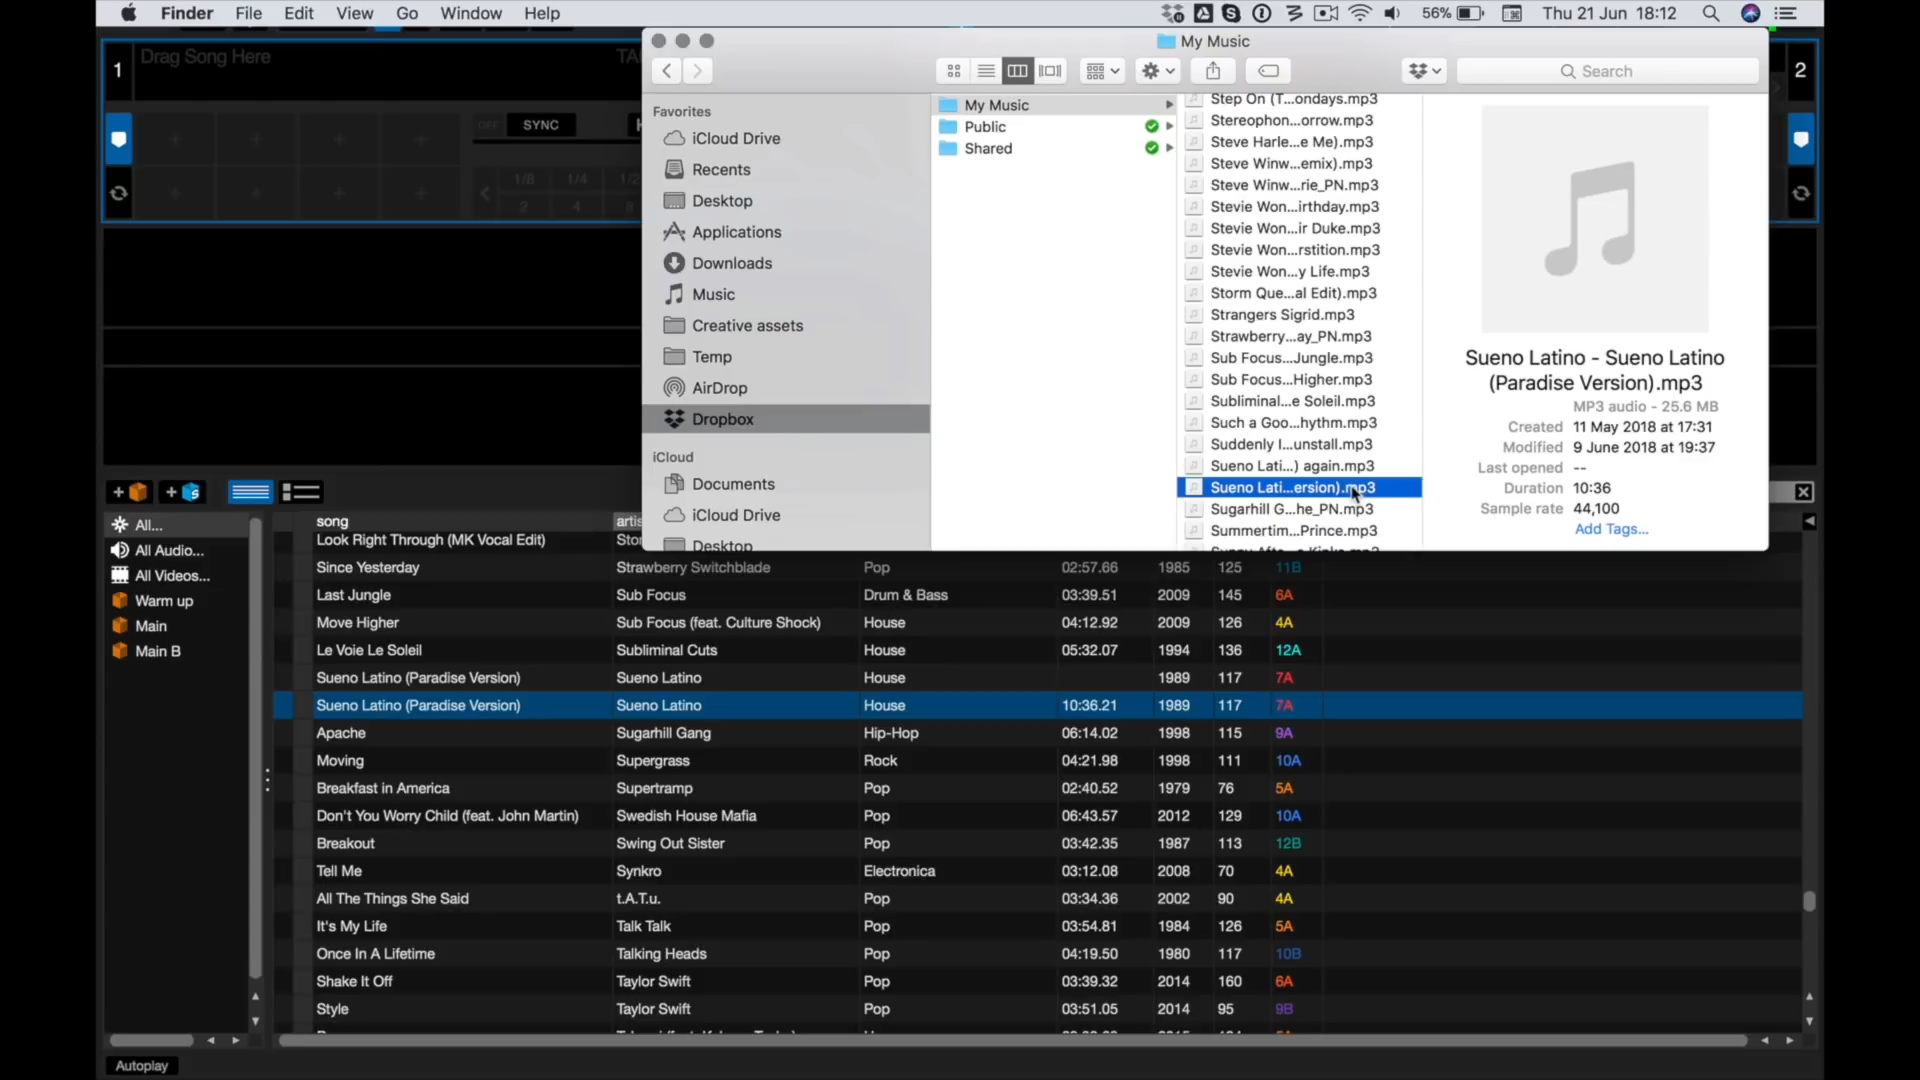 Finder File Edit View Go Window Help
56% Thu 21 Jun 18:12
1 Drag Song Here
SYNC
OFF
1/8 1/4 1/2
2 4 8
2
My Music
Search
Favorites
iCloud Drive
Recents
Desktop
Applications
Downloads
Music
Creative assets
Temp
AirDrop
Dropbox
iCloud
Documents
iCloud Drive
Desktop
My Music
Public
Shared
Step On (T...ondays.mp3
Stereophon...orrow.mp3
Steve Harle...e Me).mp3
Steve Winw...emix).mp3
Steve Winw...rie_PN.mp3
Stevie Won...irthday.mp3
Stevie Won...ir Duke.mp3
Stevie Won...rstition.mp3
Stevie Won...y Life.mp3
Storm Que...al Edit).mp3
Strangers Sigrid.mp3
Strawberry...ay_PN.mp3
Sub Focus...Jungle.mp3
Sub Focus...Higher.mp3
Subliminal...e Soleil.mp3
Such a Goo...hythm.mp3
Suddenly I...unstall.mp3
Sueno Lati...) again.mp3
Sueno Lati...ersion).mp3
Sugarhill G...he_PN.mp3
Summertim...Prince.mp3
Sueno Latino - Sueno Latino
(Paradise Version).mp3
MP3 audio - 25.6 MB
Created 11 May 2018 at 17:31
Modified 9 June 2018 at 19:37
Last opened --
Duration 10:36
Sample rate 44,100
Add Tags...
All...
All Audio...
All Videos...
Warm up
Main
Main B
song
Look Right Through (MK Vocal Edit)
Since Yesterday Strawberry Switchblade Pop 02:57.66 1985 125 11B
Last Jungle Sub Focus Drum & Bass 03:39.51 2009 145 6A
Move Higher Sub Focus (feat. Culture Shock) House 04:12.92 2009 126 4A
Le Voie Le Soleil Subliminal Cuts House 05:32.07 1994 136 12A
Sueno Latino (Paradise Version) Sueno Latino House 1989 117 7A
Sueno Latino (Paradise Version) Sueno Latino House 10:36.21 1989 117 7A
Apache Sugarhill Gang Hip-Hop 06:14.02 1998 115 9A
Moving Supergrass Rock 04:21.98 1998 111 10A
Breakfast in America Supertramp Pop 02:40.52 1979 76 5A
Don't You Worry Child (feat. John Martin) Swedish House Mafia Pop 06:43.57 2012 129 10A
Breakout Swing Out Sister Pop 03:42.35 1987 113 12B
Tell Me Synkro Electronica 03:12.08 2008 70 4A
All The Things She Said t.A.T.u. Pop 03:34.36 2002 90 4A
It's My Life Talk Talk Pop 03:54.81 1984 126 5A
Once In A Lifetime Talking Heads Pop 04:19.50 1980 117 10B
Shake It Off Taylor Swift Pop 03:39.32 2014 160 6A
Style Taylor Swift Pop 03:51.05 2014 95 9B
Autoplay